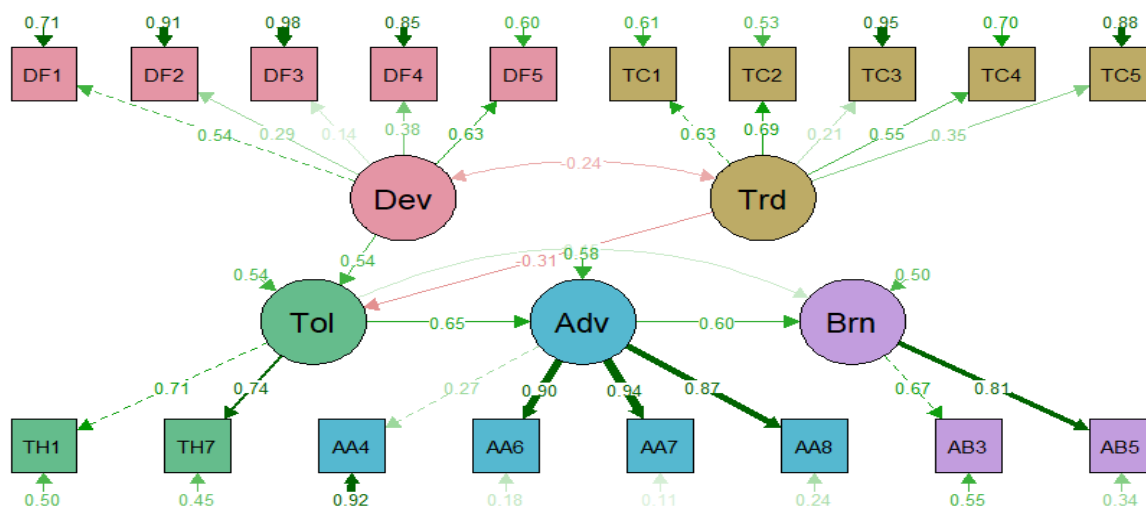 0.71 0.91 0.98 0.85 0.60 0.61 0.53 0.95 0.70 0.88
DF1 DF2 DF3 DF4 DF5 TC1 TC2 TC3 TC4 TC5
0.54 0.29 0.14 0.38 0.63 0.63 0.69 0.21 0.55 0.35
-0.24
Dev Trd
0.54 0.54 -0.31 0.58 0.50
Tol Adv Brn
0.65 0.60
0.71 0.74 0.27 0.90 0.94 0.87 0.67 0.81
TH1 TH7 AA4 AA6 AA7 AA8 AB3 AB5
0.50 0.45 0.92 0.18 0.11 0.24 0.55 0.34